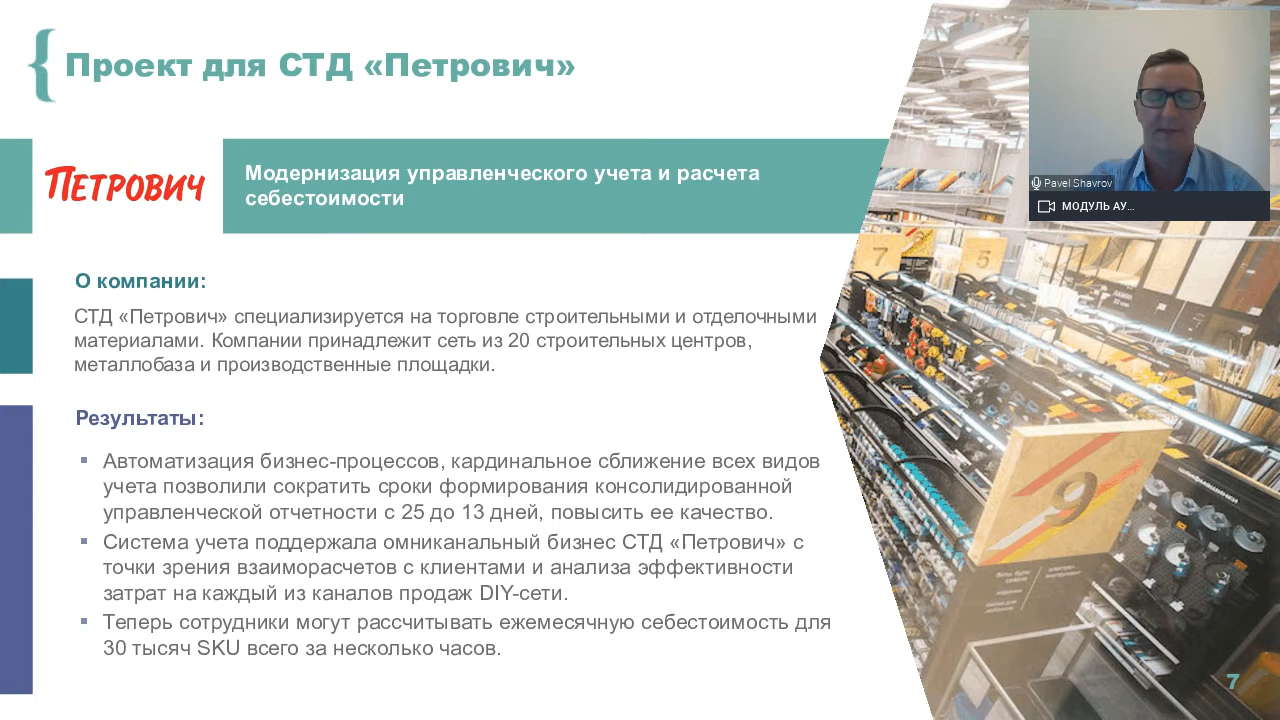 Проект для СТД «Петрович»
ПЕТРОВИЧ
Модернизация управленческого учета и расчета
себестоимости
О компании:
СТД «Петрович» специализируется на торговле строительными и отделочными
материалами. Компании принадлежит сеть из 20 строительных центров,
металлобаза и производственные площадки.
Результаты:
▪ Автоматизация бизнес-процессов, кардинальное сближение всех видов
учета позволили сократить сроки формирования консолидированной
управленческой отчетности с 25 до 13 дней, повысить ее качество.
▪ Система учета поддержала омниканальный бизнес СТД «Петрович» с
точки зрения взаиморасчетов с клиентами и анализа эффективности
затрат на каждый из каналов продаж DIY-сети.
▪ Теперь сотрудники могут рассчитывать ежемесячную себестоимость для
30 тысяч SKU всего за несколько часов.
Pavel Shavrov
МОДУЛЬ АУ...
7
5
9
7